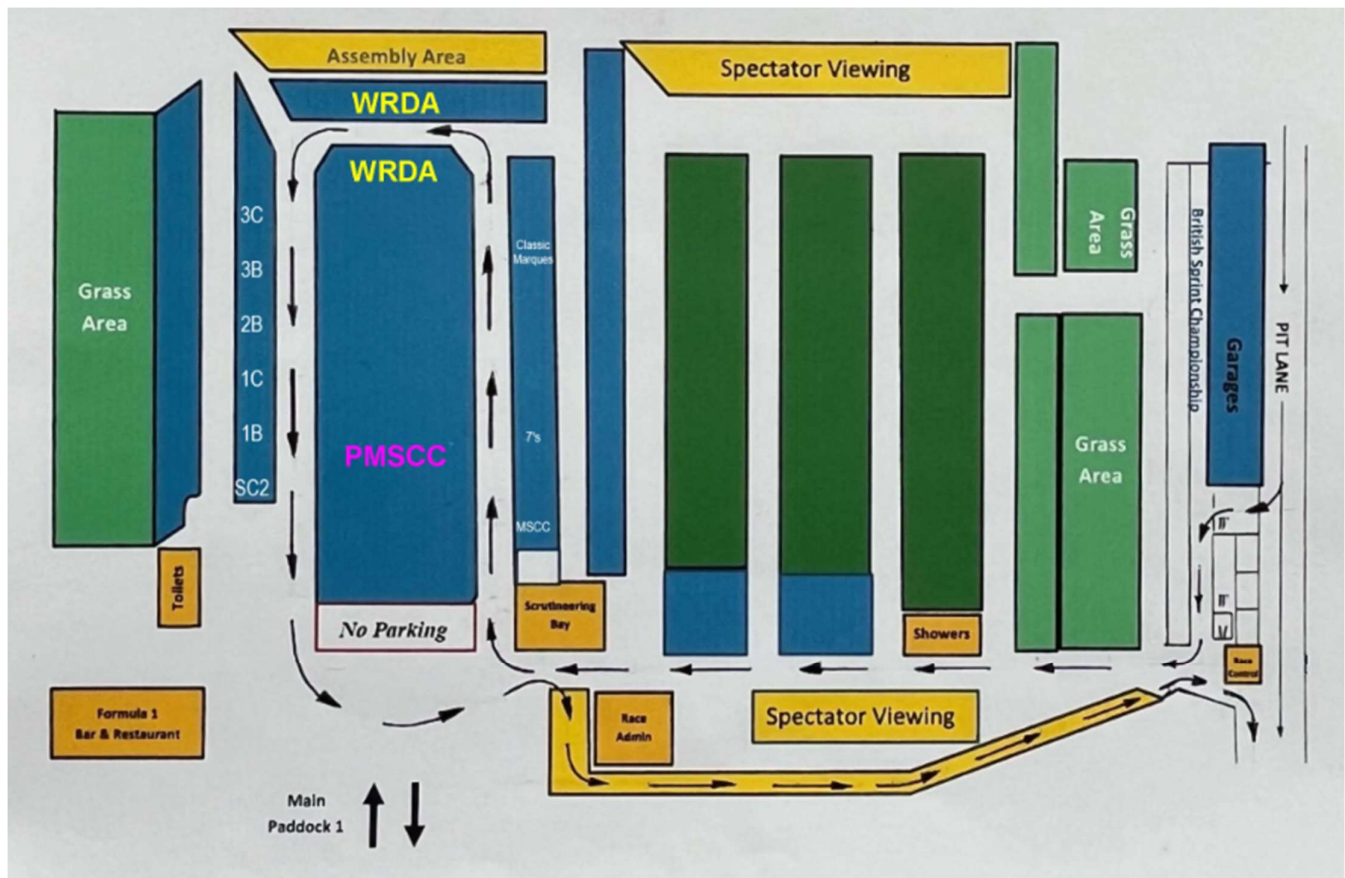 Assembly Area
WRDA
WRDA
Spectator Viewing
3C
3B
2B
1C
1B
SC2
Grass
Area
Classic
Marques
7's
MSCC
PMSCC
No Parking
Grass
Area
British Sprint Championship
Garages
PIT LANE
Grass
Area
Toilets
Scrutineering
Bay
Showers
Race
Control
Formula 1
Bar & Restaurant
Race
Admin
Spectator Viewing
Main
Paddock 1